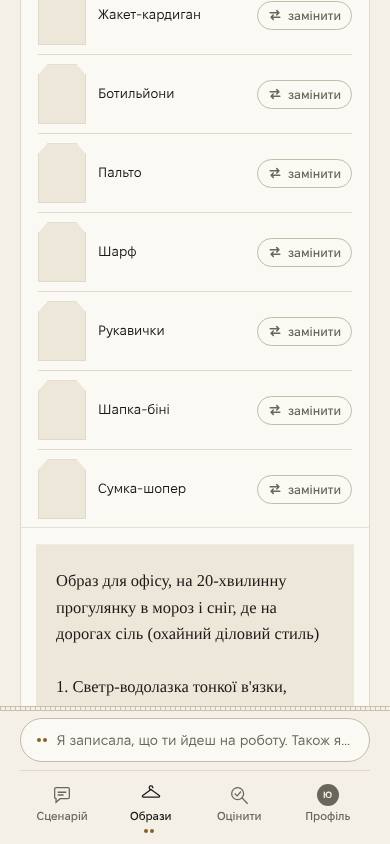 Жакет-кардиган
замінити
Ботильйони
замінити
Пальто
замінити
Шарф
замінити
Рукавички
замінити
Шапка-біні
замінити
Сумка-шопер
замінити
Образ для офісу, на 20-хвилинну
прогулянку в мороз і сніг, де на
дорогах сіль (охайний діловий стиль)
1. Светр-водолазка тонкої в'язки,
Я записала, що ти йдеш на роботу. Також я...
Сценарій
Образи
Оцінити
Ю
Профіль